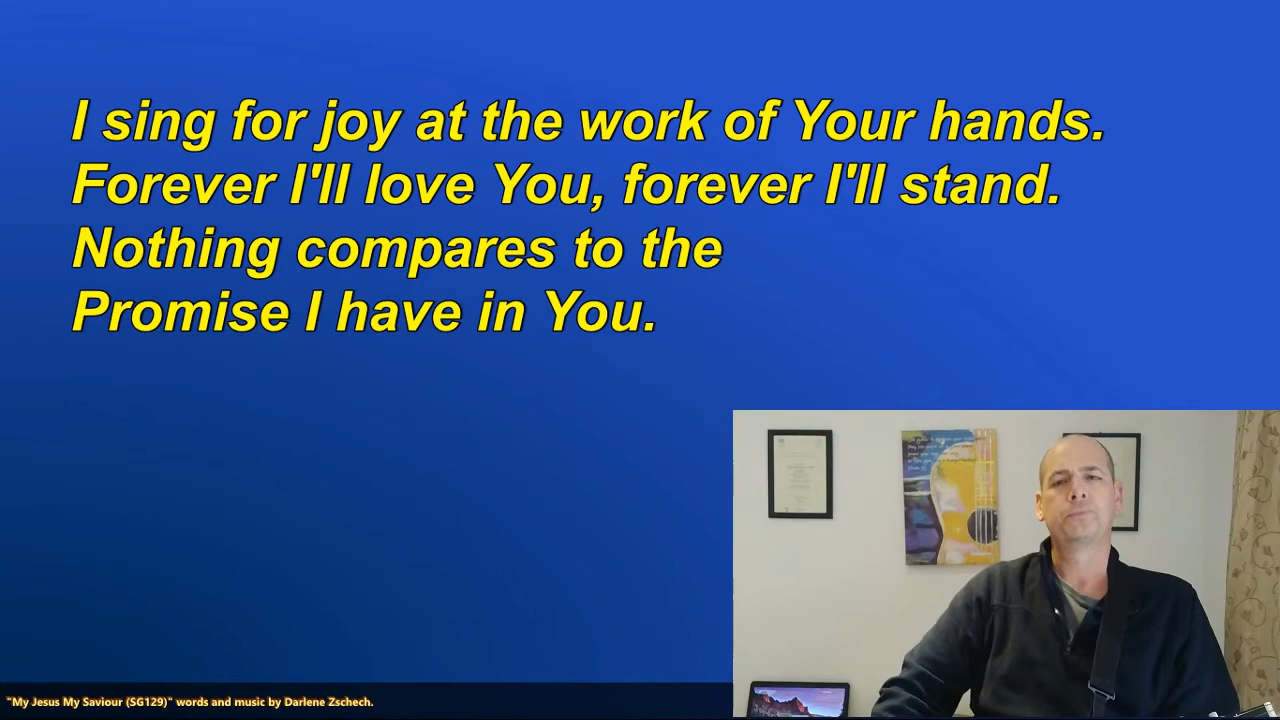 I sing for joy at the work of Your hands.
Forever I'll love You, forever I'll stand.
Nothing compares to the
Promise I have in You.
"My Jesus My Saviour (SG129)" words and music by Darlene Zschech.